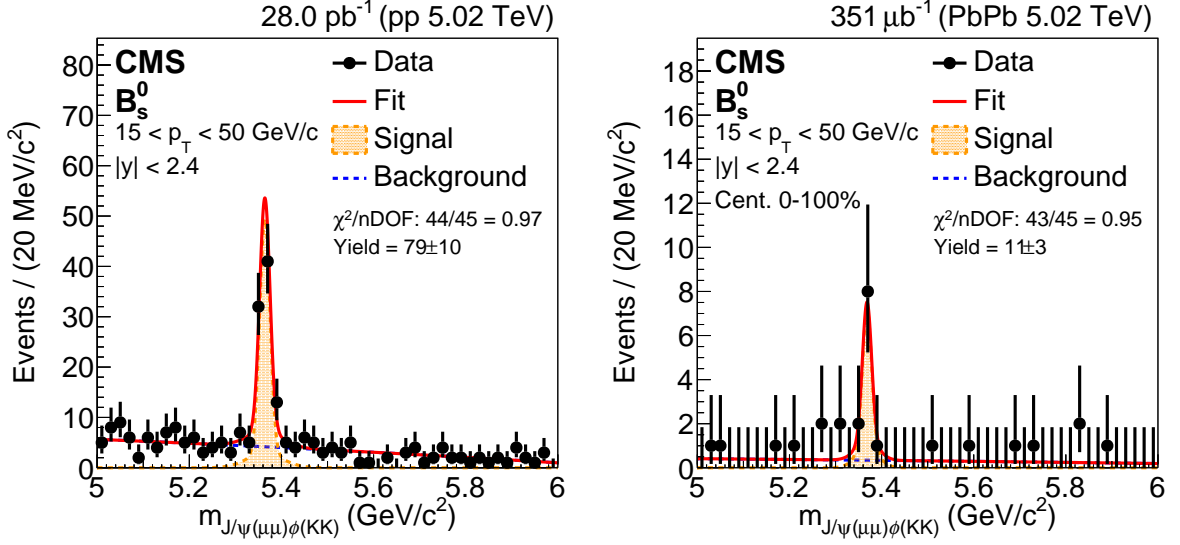 28.0 pb⁻¹ (pp 5.02 TeV)
CMS
B⁰ₛ
15 < p_T < 50 GeV/c
|y| < 2.4
Data
Fit
Signal
Background
χ²/nDOF: 44/45 = 0.97
Yield = 79±10
Events / (20 MeV/c²)
80
70
60
50
40
30
20
10
0
5 5.2 5.4 5.6 5.8 6
m_J/ψ(μμ)ϕ(KK) (GeV/c²)
351 μb⁻¹ (PbPb 5.02 TeV)
CMS
B⁰ₛ
15 < p_T < 50 GeV/c
|y| < 2.4
Cent. 0-100%
Data
Fit
Signal
Background
χ²/nDOF: 43/45 = 0.95
Yield = 11±3
Events / (20 MeV/c²)
18
16
14
12
10
8
6
4
2
0
5 5.2 5.4 5.6 5.8 6
m_J/ψ(μμ)ϕ(KK) (GeV/c²)